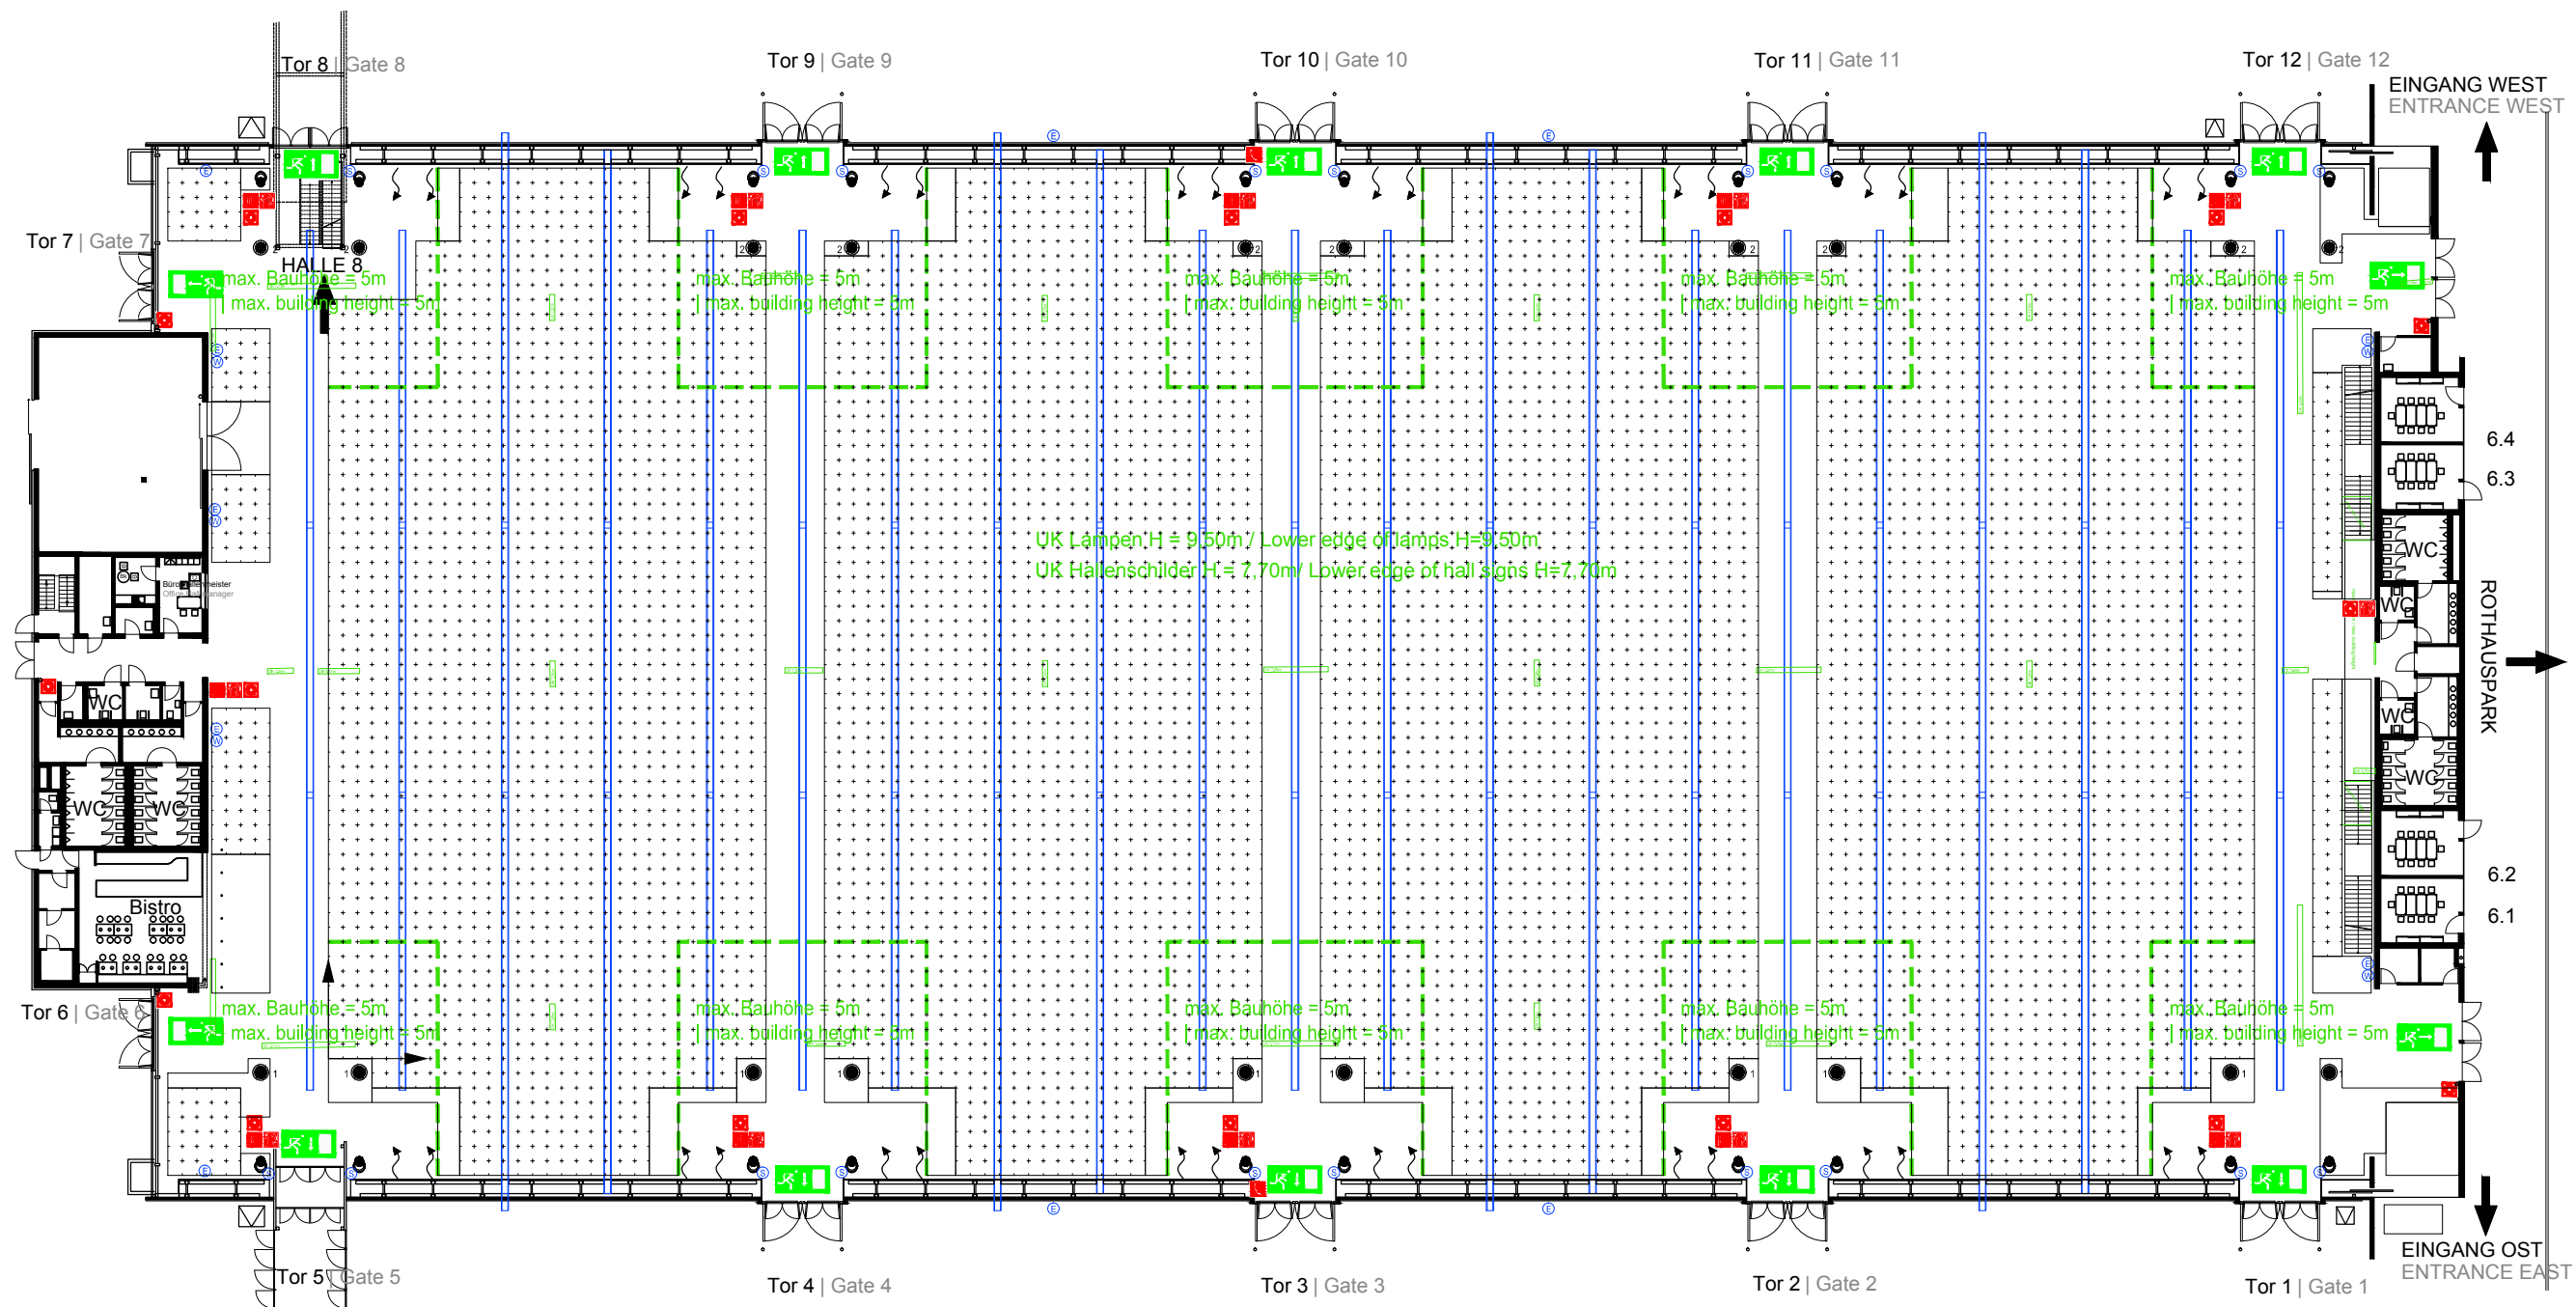 Tor 8 | Gate 8
Tor 9 | Gate 9
Tor 10 | Gate 10
Tor 11 | Gate 11
Tor 12 | Gate 12
EINGANG WEST
ENTRANCE WEST
Tor 7 | Gate 7
HALLE 8
max. Bauhöhe = 5m
| max. building height = 5m
max. Bauhöhe = 5m
| max. building height = 5m
max. Bauhöhe = 5m
| max. building height = 5m
max. Bauhöhe = 5m
| max. building height = 5m
max. Bauhöhe = 5m
| max. building height = 5m
6.4
6.3
UK Lampen H = 9,50m / Lower edge of lamps H=9,50m
UK Hallenschilder H = 7,70m/ Lower edge of hall signs H=7,70m
WC
Büro Hallenmeister
Office Hall manager
WC
ROTHAUSPARK
WC
WC
WC
WC
WC
6.2
6.1
Bistro
Tor 6 | Gate 6
max. Bauhöhe = 5m
max. building height = 5m
max. Bauhöhe = 5m
| max. building height = 5m
max. Bauhöhe = 5m
| max. building height = 5m
max. Bauhöhe = 5m
| max. building height = 5m
max. Bauhöhe = 5m
| max. building height = 5m
EINGANG OST
ENTRANCE EAST
Tor 5 | Gate 5
Tor 4 | Gate 4
Tor 3 | Gate 3
Tor 2 | Gate 2
Tor 1 | Gate 1